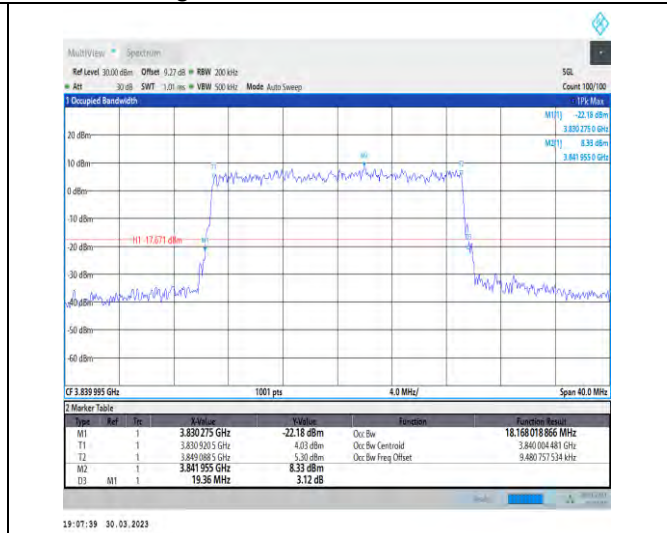 MultiView Spectrum
Ref Level 30.00 dBm Offset 9.27 dB RBW 200 kHz SGL
Att 30 dB SWT 1.01 ms VBW 500 kHz Mode Auto Sweep Count 100/100
1 Occupied Bandwidth 1Pk Max
M1[1] -22.18 dBm
3.830 275 0 GHz
M2[1] 8.33 dBm
3.841 955 0 GHz
20 dBm
M2
10 dBm
T1
0 dBm
-10 dBm
H1 -17.671 dBm
-20 dBm
-30 dBm
-40 dBm
-50 dBm
-60 dBm
CF 3.839 995 GHz 1001 pts 4.0 MHz/ Span 40.0 MHz
2 Marker Table
Type Ref Trc X-Value Y-Value Function Function Result
M1 1 3.830 275 GHz -22.18 dBm Occ Bw 18.168 018 866 MHz
T1 1 3.830 920 5 GHz 4.03 dBm Occ Bw Centroid 3.840 004 481 GHz
T2 1 3.849 088 5 GHz 5.30 dBm Occ Bw Freq Offset 9.480 757 534 kHz
M2 1 3.841 955 GHz 8.33 dBm
D3 M1 1 19.36 MHz 3.12 dB
19:07:39 30.03.2023